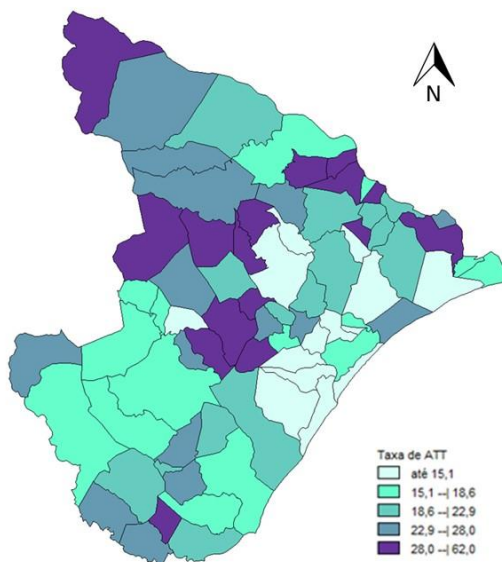 N
Taxa de ATT
até 15,1
15,1 --| 18,6
18,6 --| 22,9
22,9 --| 28,0
28,0 --| 62,0